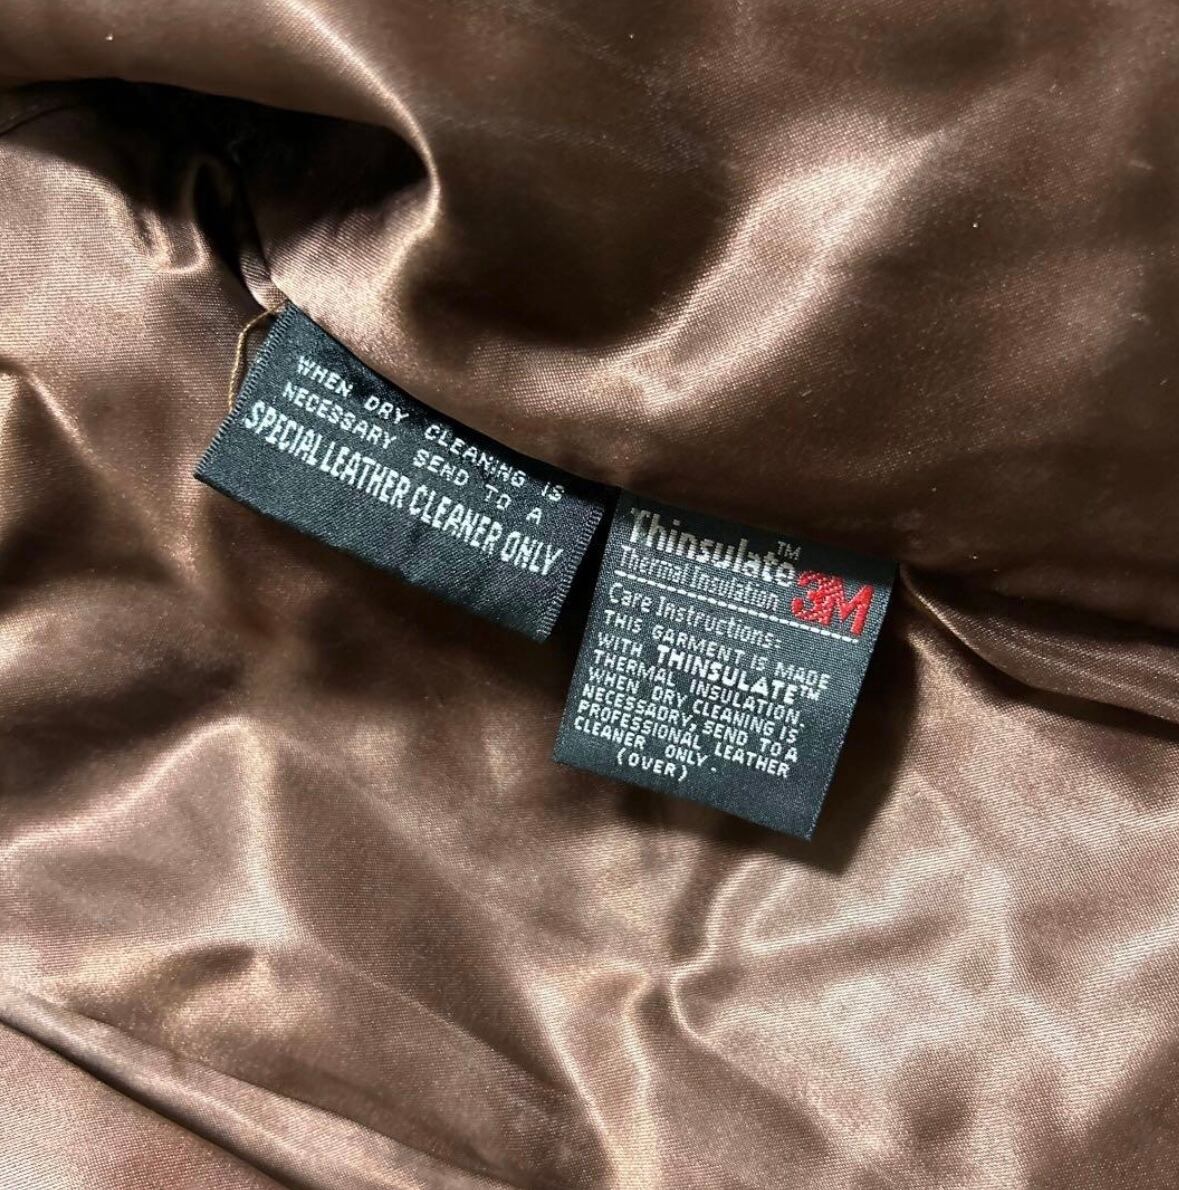 WHEN DRY CLEANING IS
NECESSARY SEND TO A
SPECIAL LEATHER CLEANER ONLY
Thinsulate™
Thermal Insulation
3M
Care Instructions.
THIS GARMENT IS MADE
WITH THINSULATE™
THERMAL INSULATION.
WHEN DRY CLEANING IS
NECESSADRY, SEND TO A
PROFESSIONAL LEATHER
CLEANER ONLY.
(OVER)